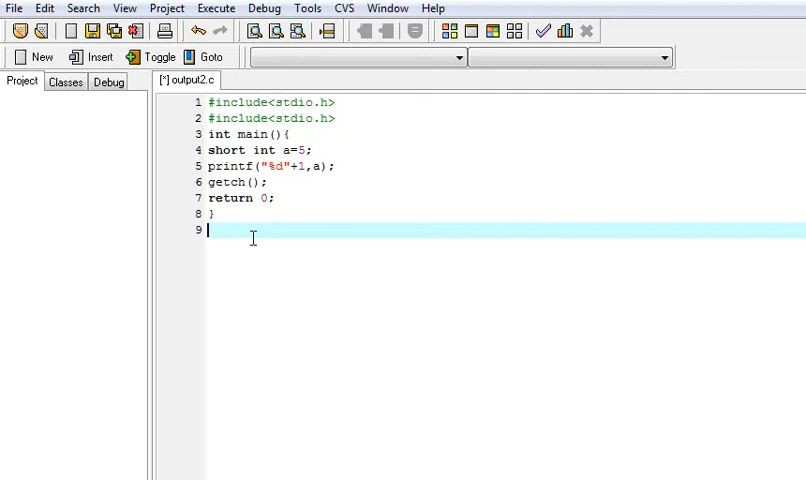 File Edit Search View Project Execute Debug Tools CVS Window Help
New Insert Toggle Goto
Project Classes Debug [*] output2.c
1 #include<stdio.h>
2 #include<stdio.h>
3 int main(){
4 short int a=5;
5 printf("%d"+1,a);
6 getch();
7 return 0;
8 }
9